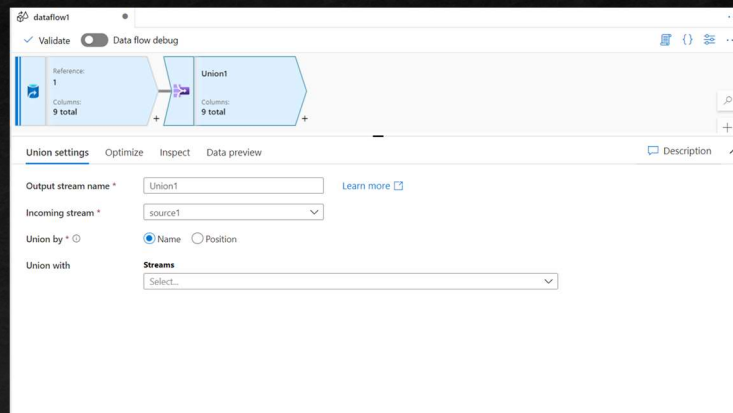 dataflow1
Validate Data flow debug
Reference:
1
Columns:
9 total
Union1
Columns:
9 total
Union settings Optimize Inspect Data preview Description
Output stream name * Union1 Learn more
Incoming stream * source1
Union by * Name Position
Union with Streams
Select...